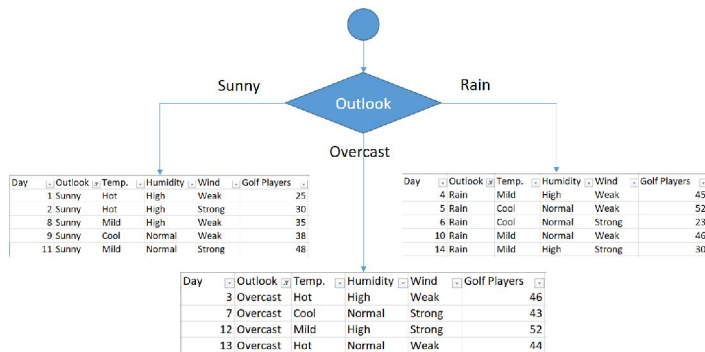 Sunny
Rain
Outlook
Overcast
Day Outlook Temp. Humidity Wind Golf Players
1 Sunny Hot High Weak 25
2 Sunny Hot High Strong 30
8 Sunny Mild High Weak 35
9 Sunny Cool Normal Weak 38
11 Sunny Mild Normal Strong 48
Day Outlook Temp. Humidity Wind Golf Players
4 Rain Mild High Weak 45
5 Rain Cool Normal Weak 52
6 Rain Cool Normal Strong 23
10 Rain Mild Normal Weak 46
14 Rain Mild High Strong 30
Day Outlook Temp. Humidity Wind Golf Players
3 Overcast Hot High Weak 46
7 Overcast Cool Normal Strong 43
12 Overcast Mild High Strong 52
13 Overcast Hot Normal Weak 44